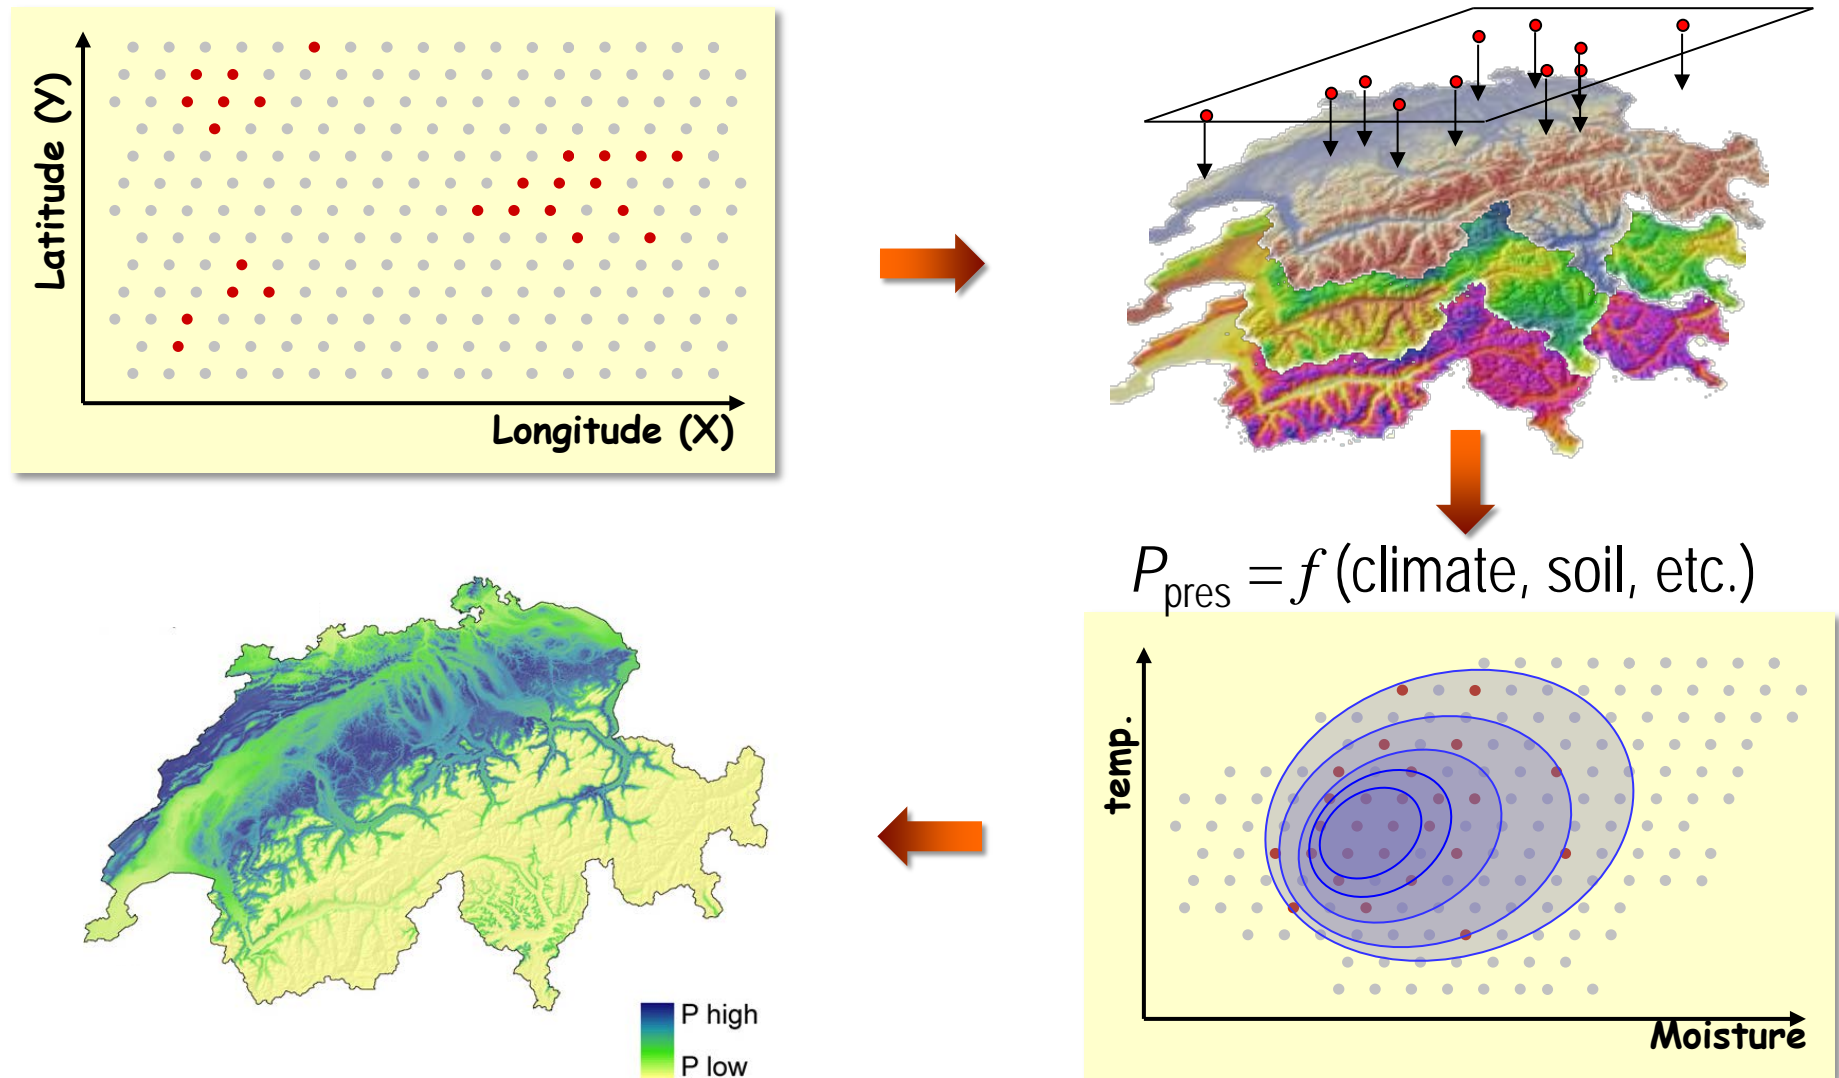 Latitude (Y)
Longitude (X)
P_pres = f (climate, soil, etc.)
temp.
Moisture
P high
P low